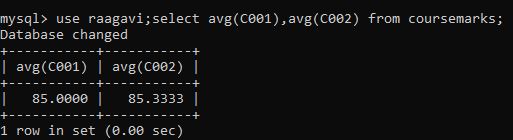 mysql> use raagavi;select avg(C001),avg(C002) from coursemarks;
Database changed
+-----------+-----------+
| avg(C001) | avg(C002) |
+-----------+-----------+
|   85.0000 |   85.3333 |
+-----------+-----------+
1 row in set (0.00 sec)